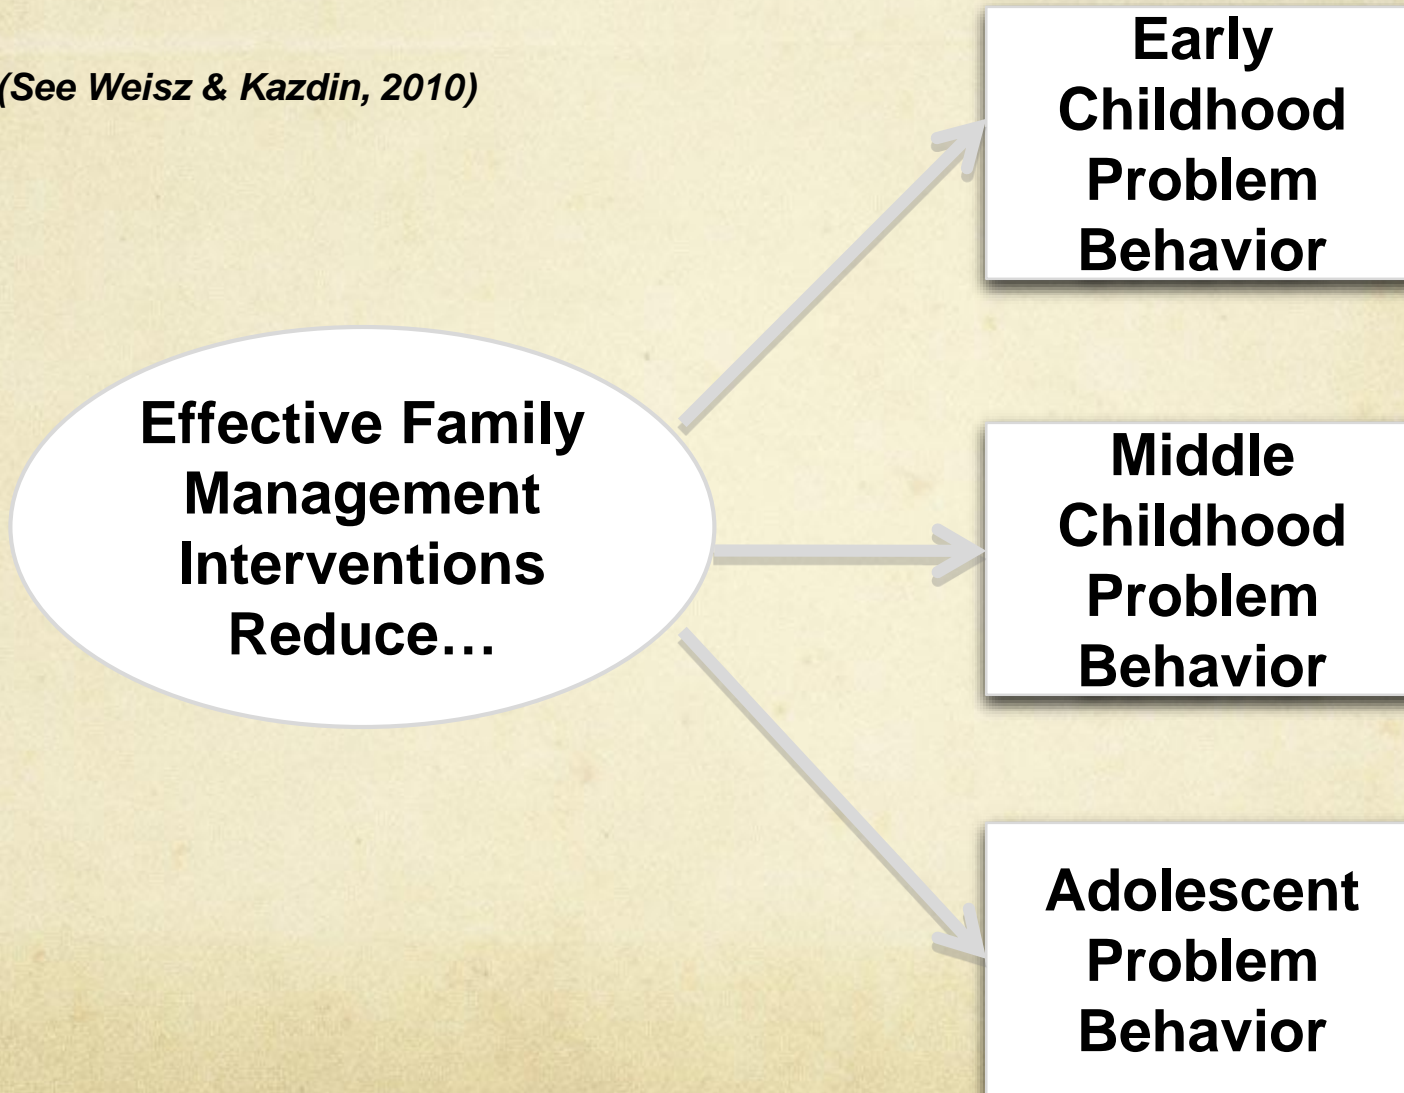 (See Weisz & Kazdin, 2010)
Effective Family
Management
Interventions
Reduce…
Early
Childhood
Problem
Behavior
Middle
Childhood
Problem
Behavior
Adolescent
Problem
Behavior